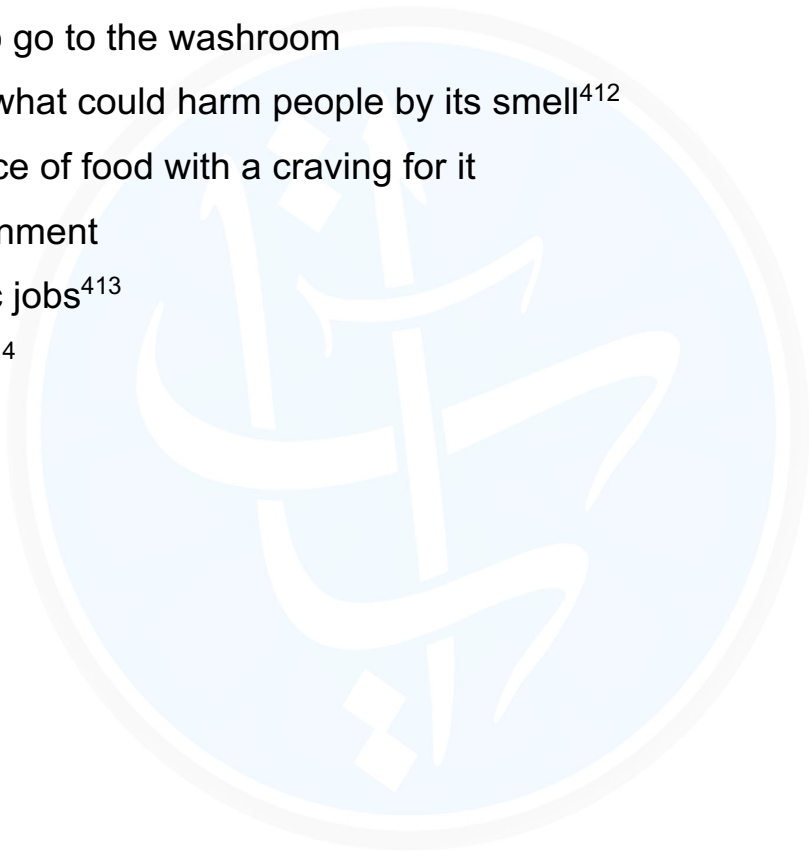 go to the washroom
what could harm people by its smell412
ce of food with a craving for it
nment
jobs413
4